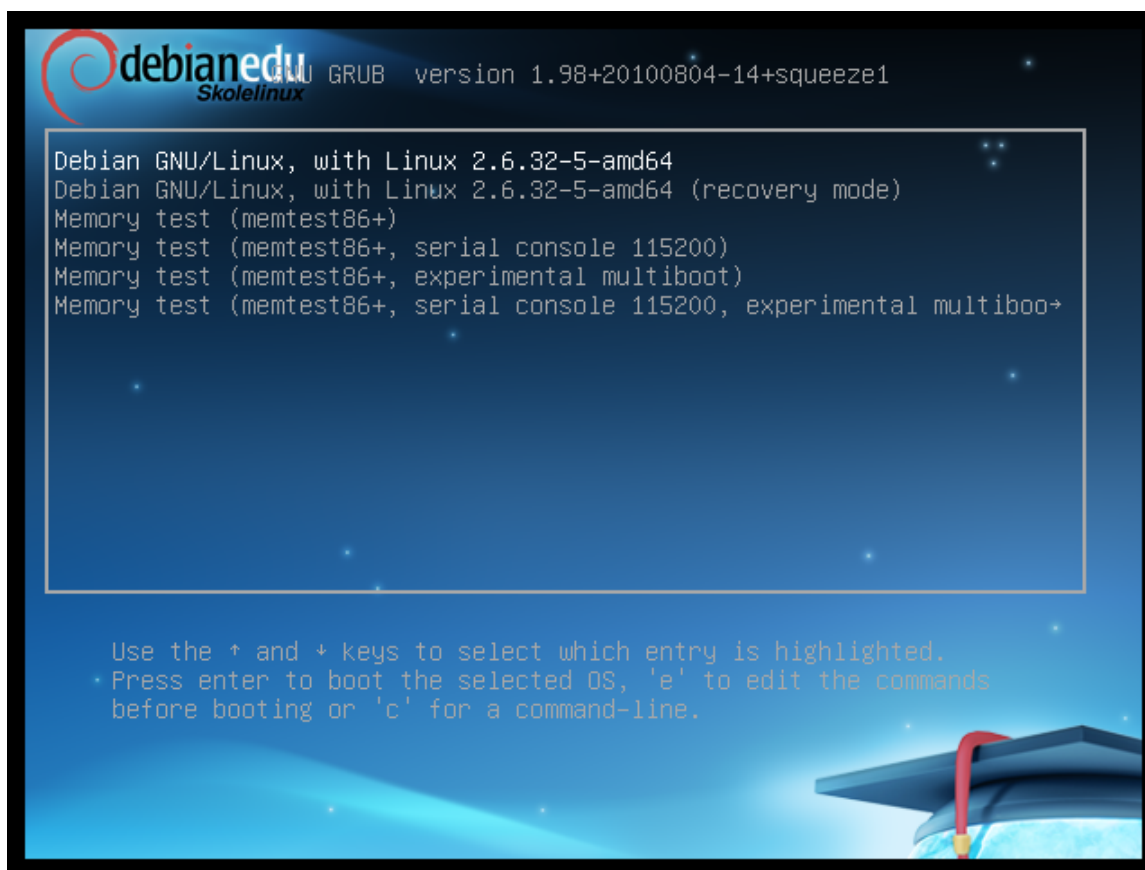 debianedu
Skolelinux
GNU GRUB version 1.98+20100804-14+squeeze1
Debian GNU/Linux, with Linux 2.6.32-5-amd64
Debian GNU/Linux, with Linux 2.6.32-5-amd64 (recovery mode)
Memory test (memtest86+)
Memory test (memtest86+, serial console 115200)
Memory test (memtest86+, experimental multiboot)
Memory test (memtest86+, serial console 115200, experimental multiboo→
Use the ↑ and ↓ keys to select which entry is highlighted.
Press enter to boot the selected OS, 'e' to edit the commands
before booting or 'c' for a command-line.